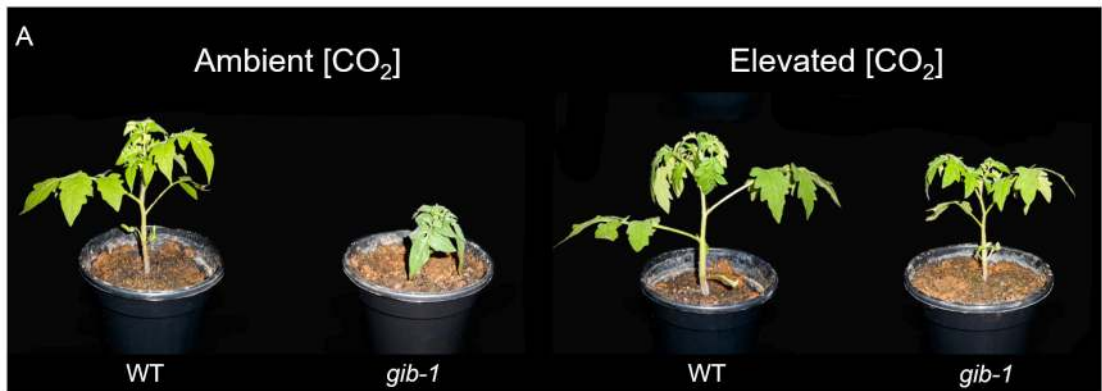 A
Ambient [CO₂]
Elevated [CO₂]
WT
gib-1
WT
gib-1